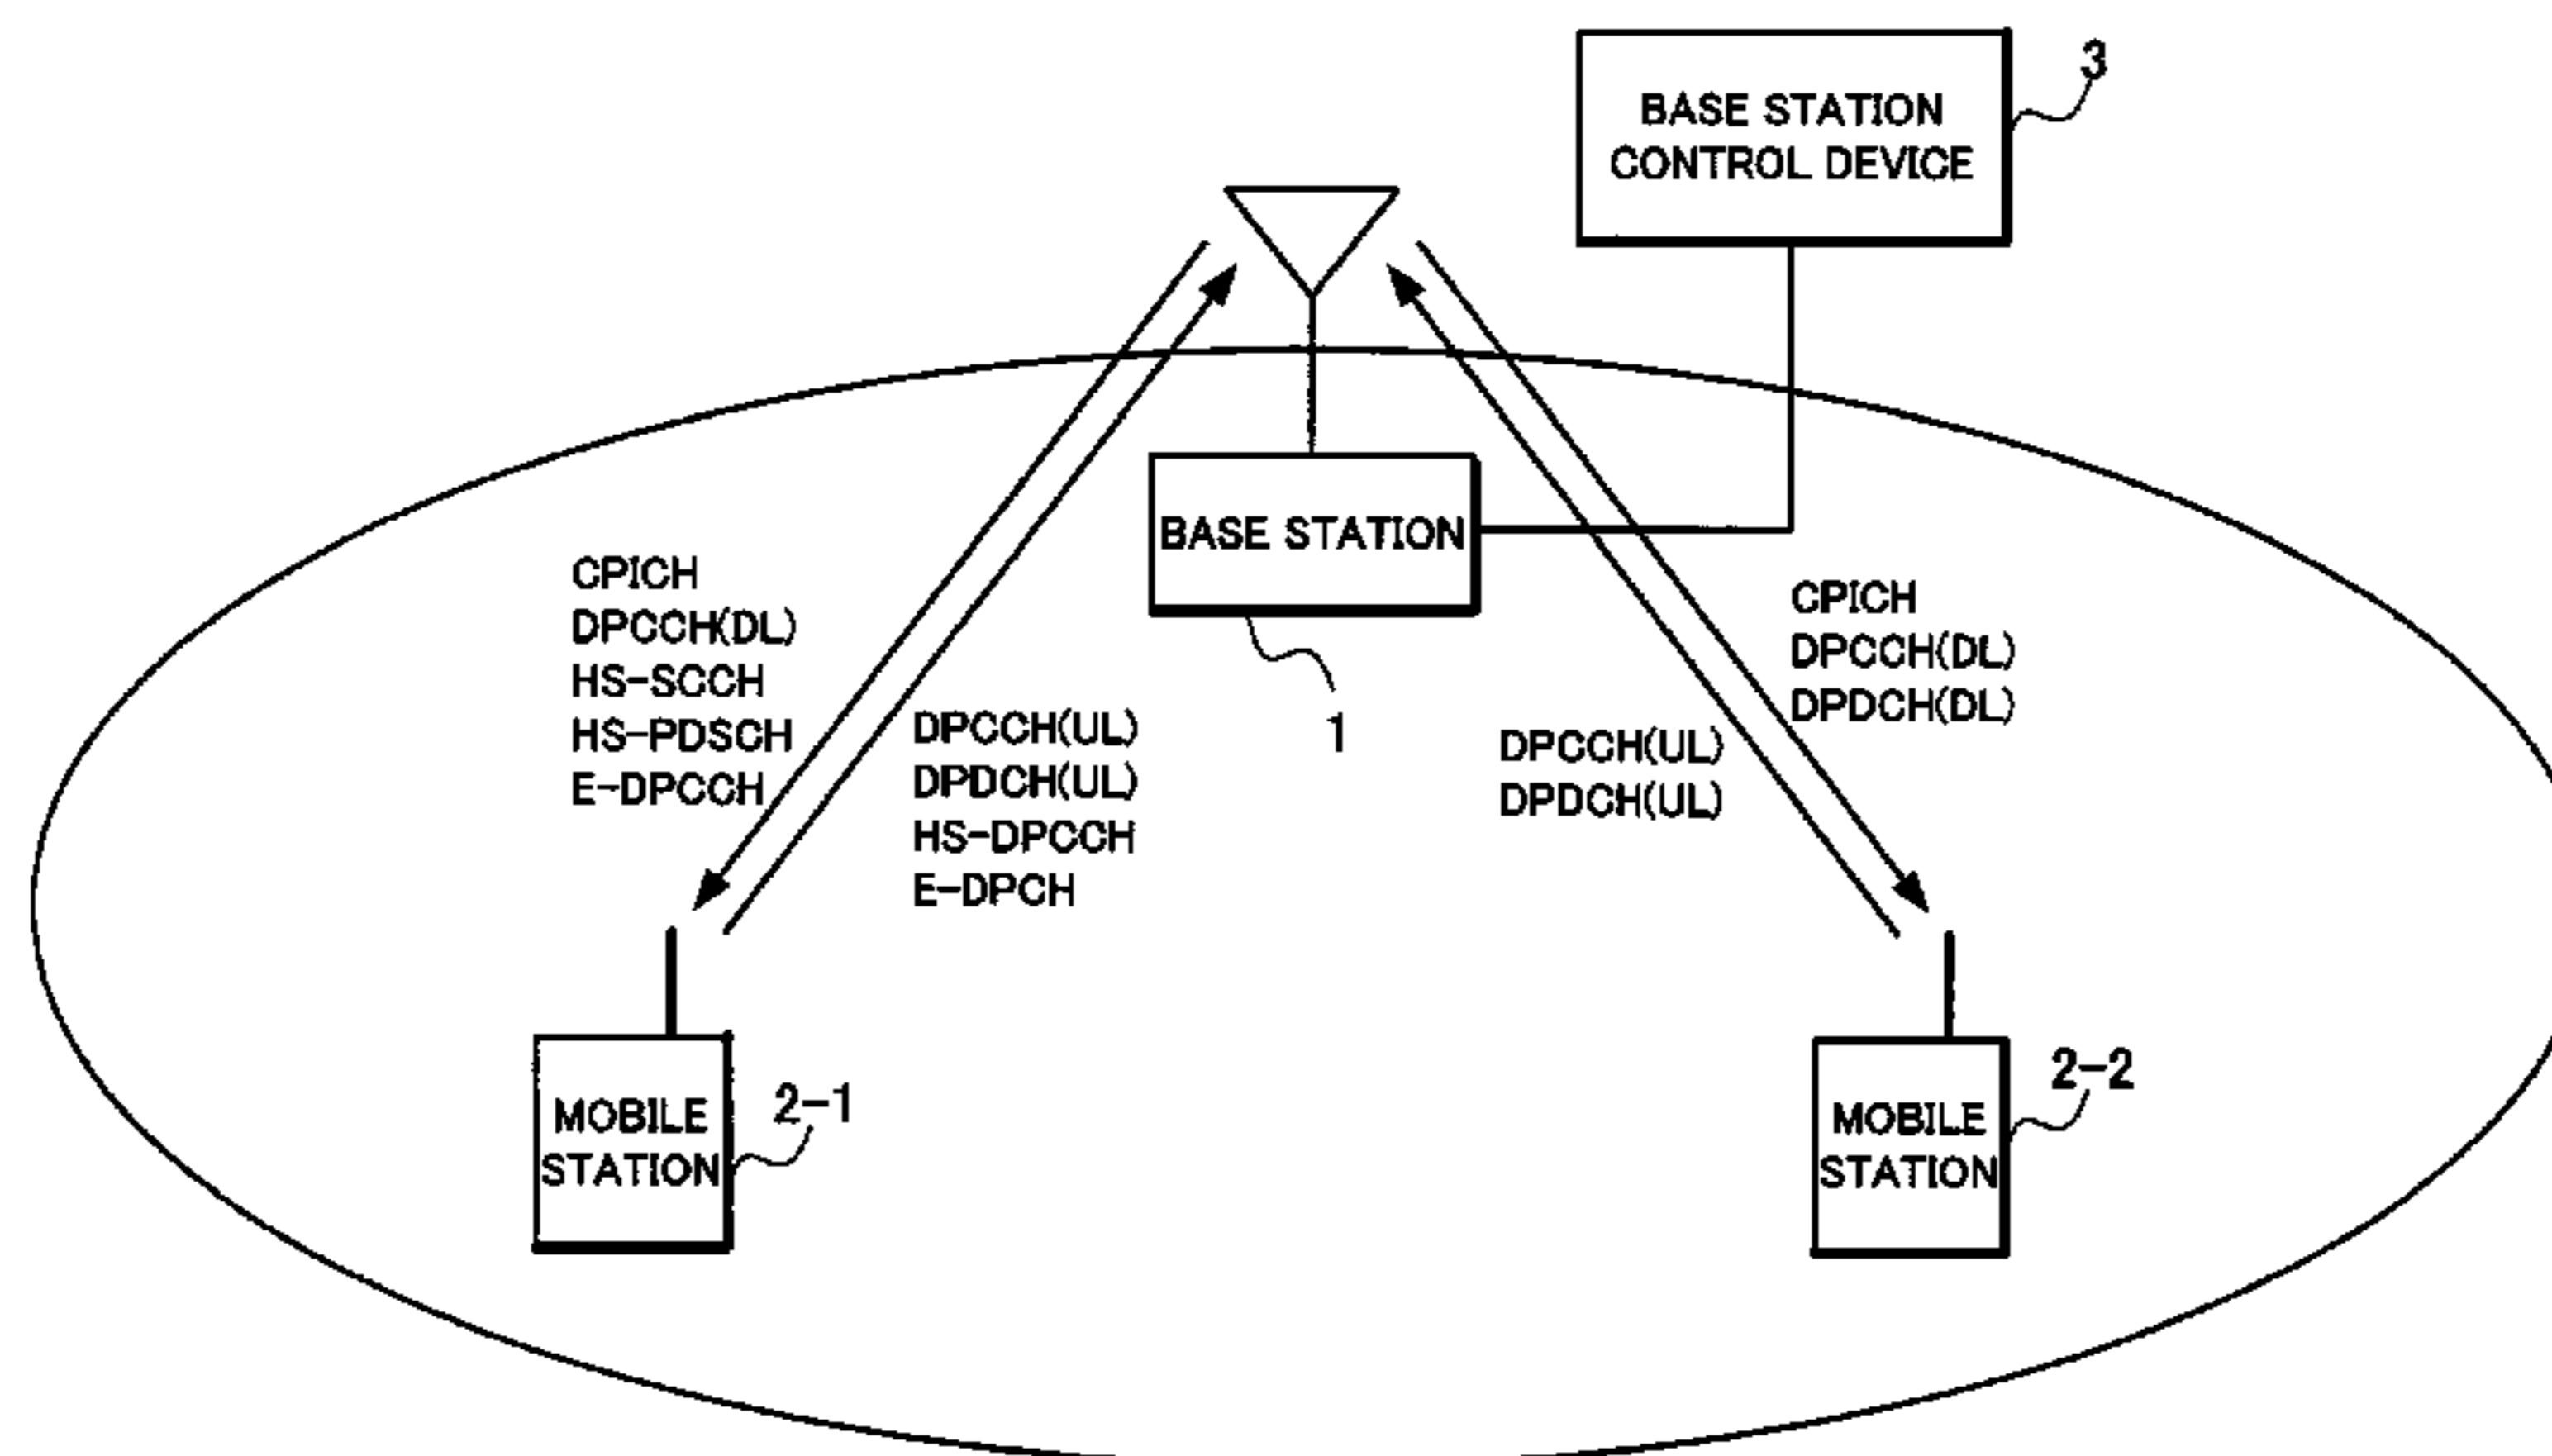 3
BASE STATION
CONTROL DEVICE
BASE STATION
1
CPICH
DPCCH(DL)
HS-SCCH
HS-PDSCH
E-DPCCH
DPCCH(UL)
DPDCH(UL)
HS-DPCCH
E-DPCH
DPCCH(UL)
DPDCH(UL)
CPICH
DPCCH(DL)
DPDCH(DL)
MOBILE
STATION
2-1
MOBILE
STATION
2-2